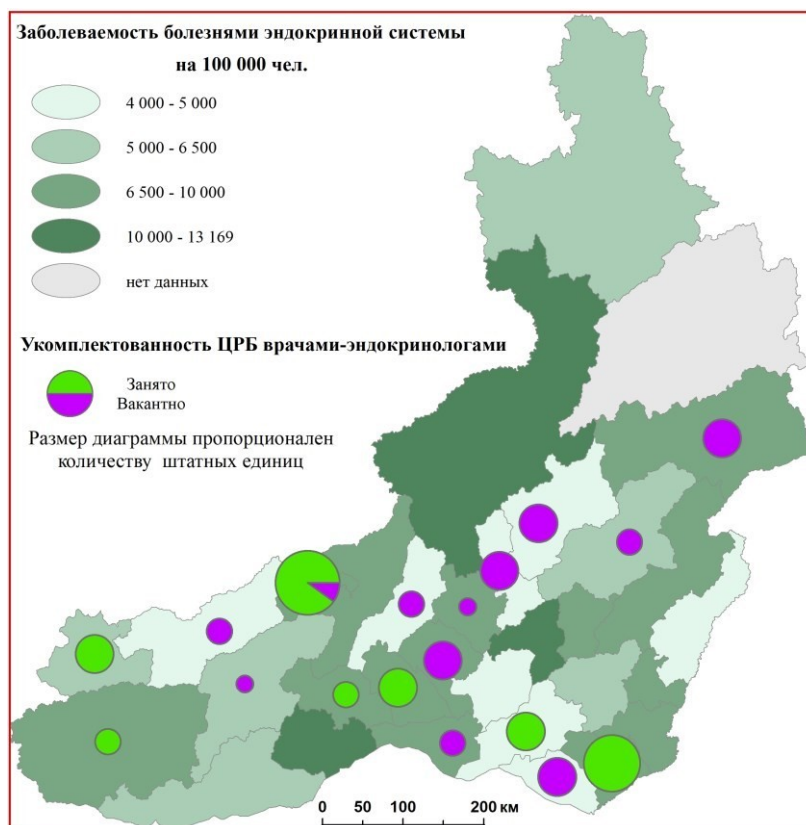 Заболеваемость болезнями эндокринной системы
на 100 000 чел.
4 000 - 5 000
5 000 - 6 500
6 500 - 10 000
10 000 - 13 169
нет данных
Укомплектованность ЦРБ врачами-эндокринологами
Занято
Вакантно
Размер диаграммы пропорционален
количеству штатных единиц
0 50 100 200 км